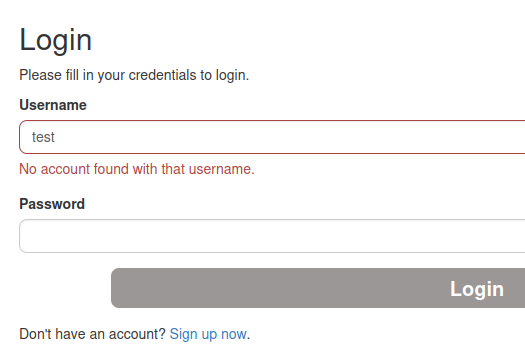 Login
Please fill in your credentials to login.
Username
test
No account found with that username.
Password
Login
Don't have an account? Sign up now.